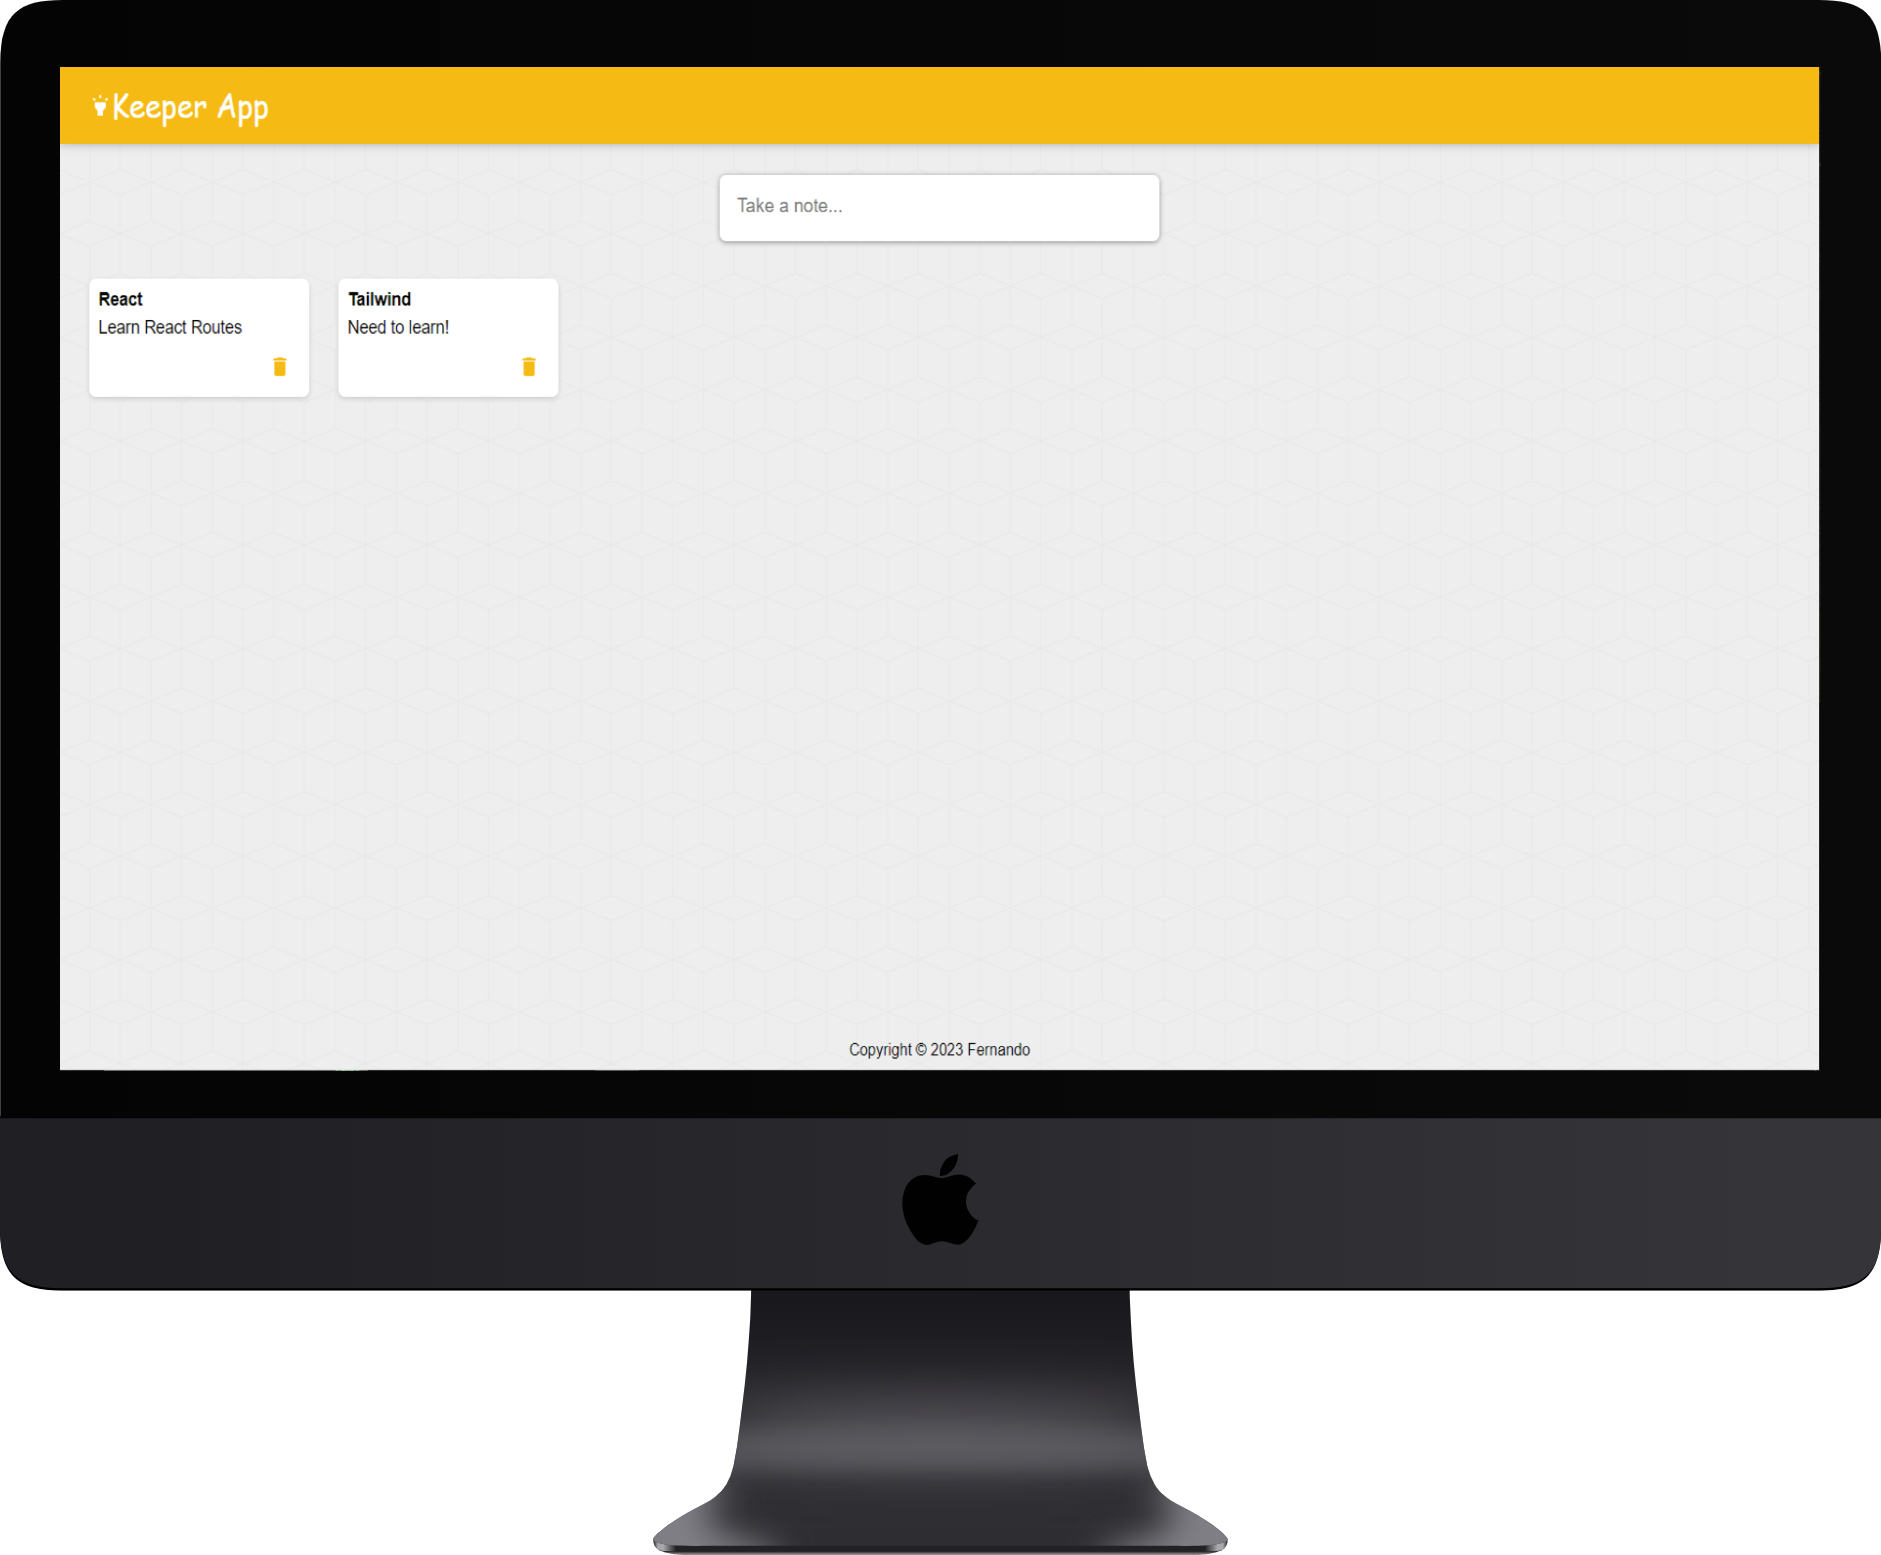 Keeper App
Take a note...
React
Learn React Routes
Tailwind
Need to learn!
Copyright © 2023 Fernando